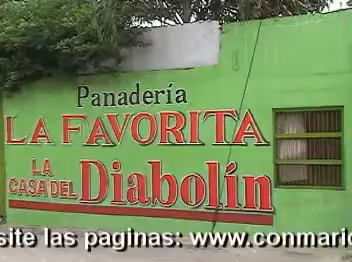 Panadería
LA FAVORITA
LA
CASA DEL
Diabolín
site las paginas: www.conmario